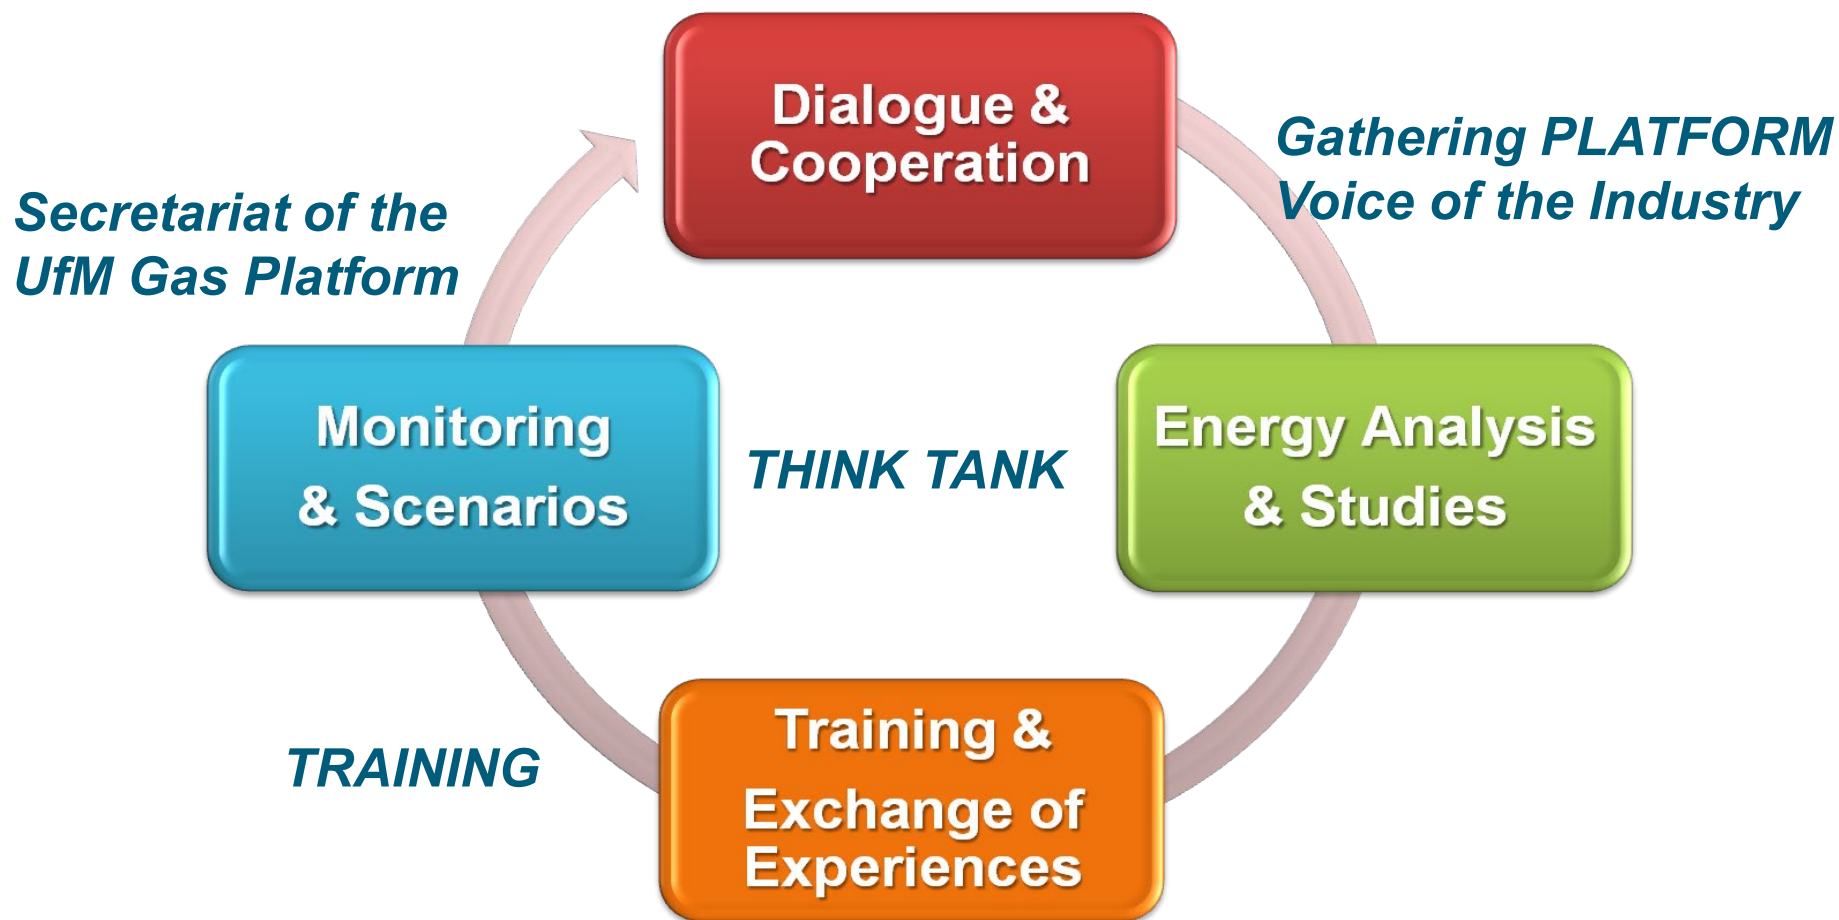 Dialogue &
Cooperation
Gathering PLATFORM
Voice of the Industry
Secretariat of the
UfM Gas Platform
Monitoring
& Scenarios
THINK TANK
Energy Analysis
& Studies
TRAINING
Training &
Exchange of
Experiences